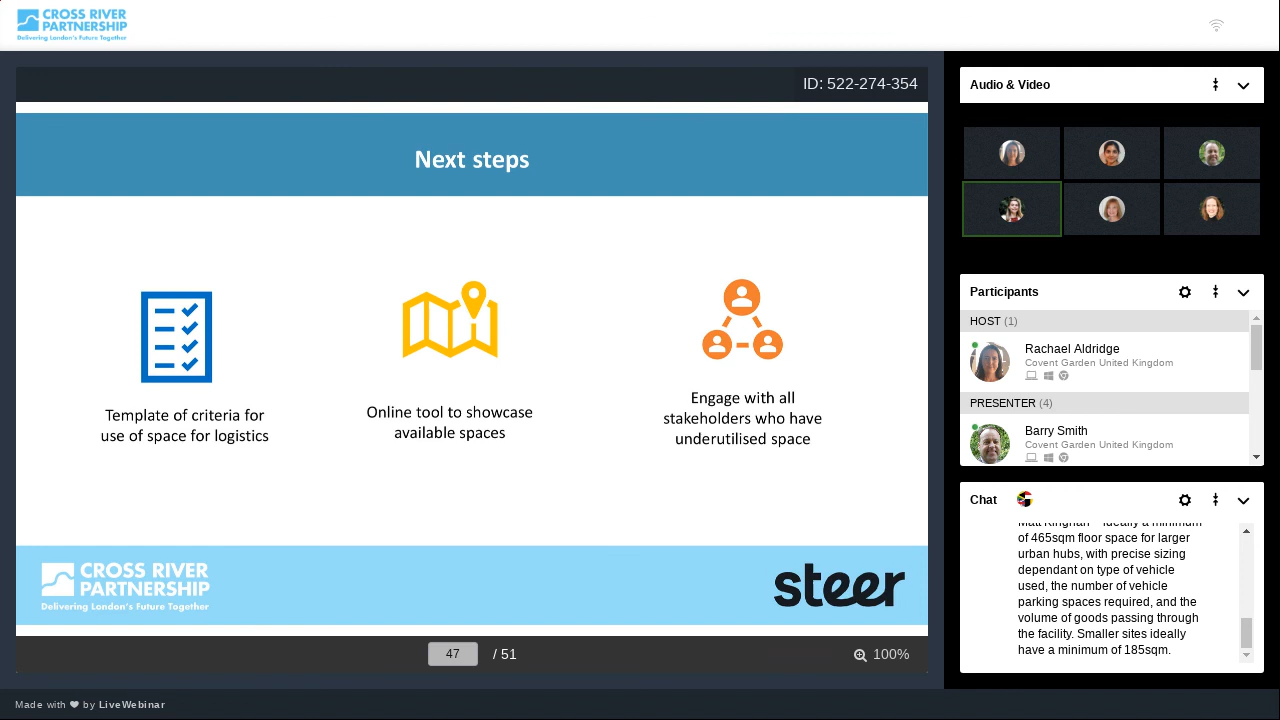 CROSS RIVER
PARTNERSHIP
Delivering London's Future Together
ID: 522-274-354
Next steps
Template of criteria for
use of space for logistics
Online tool to showcase
available spaces
Engage with all
stakeholders who have
underutilised space
CROSS RIVER
PARTNERSHIP
Delivering London's Future Together
steer
47 / 51
100%
Audio & Video
Participants
HOST (1)
Rachael Aldridge
Covent Garden United Kingdom
PRESENTER (4)
Barry Smith
Covent Garden United Kingdom
Chat
ideally a minimum
of 465sqm floor space for larger
urban hubs, with precise sizing
dependant on type of vehicle
used, the number of vehicle
parking spaces required, and the
volume of goods passing through
the facility. Smaller sites ideally
have a minimum of 185sqm.
Made with by LiveWebinar